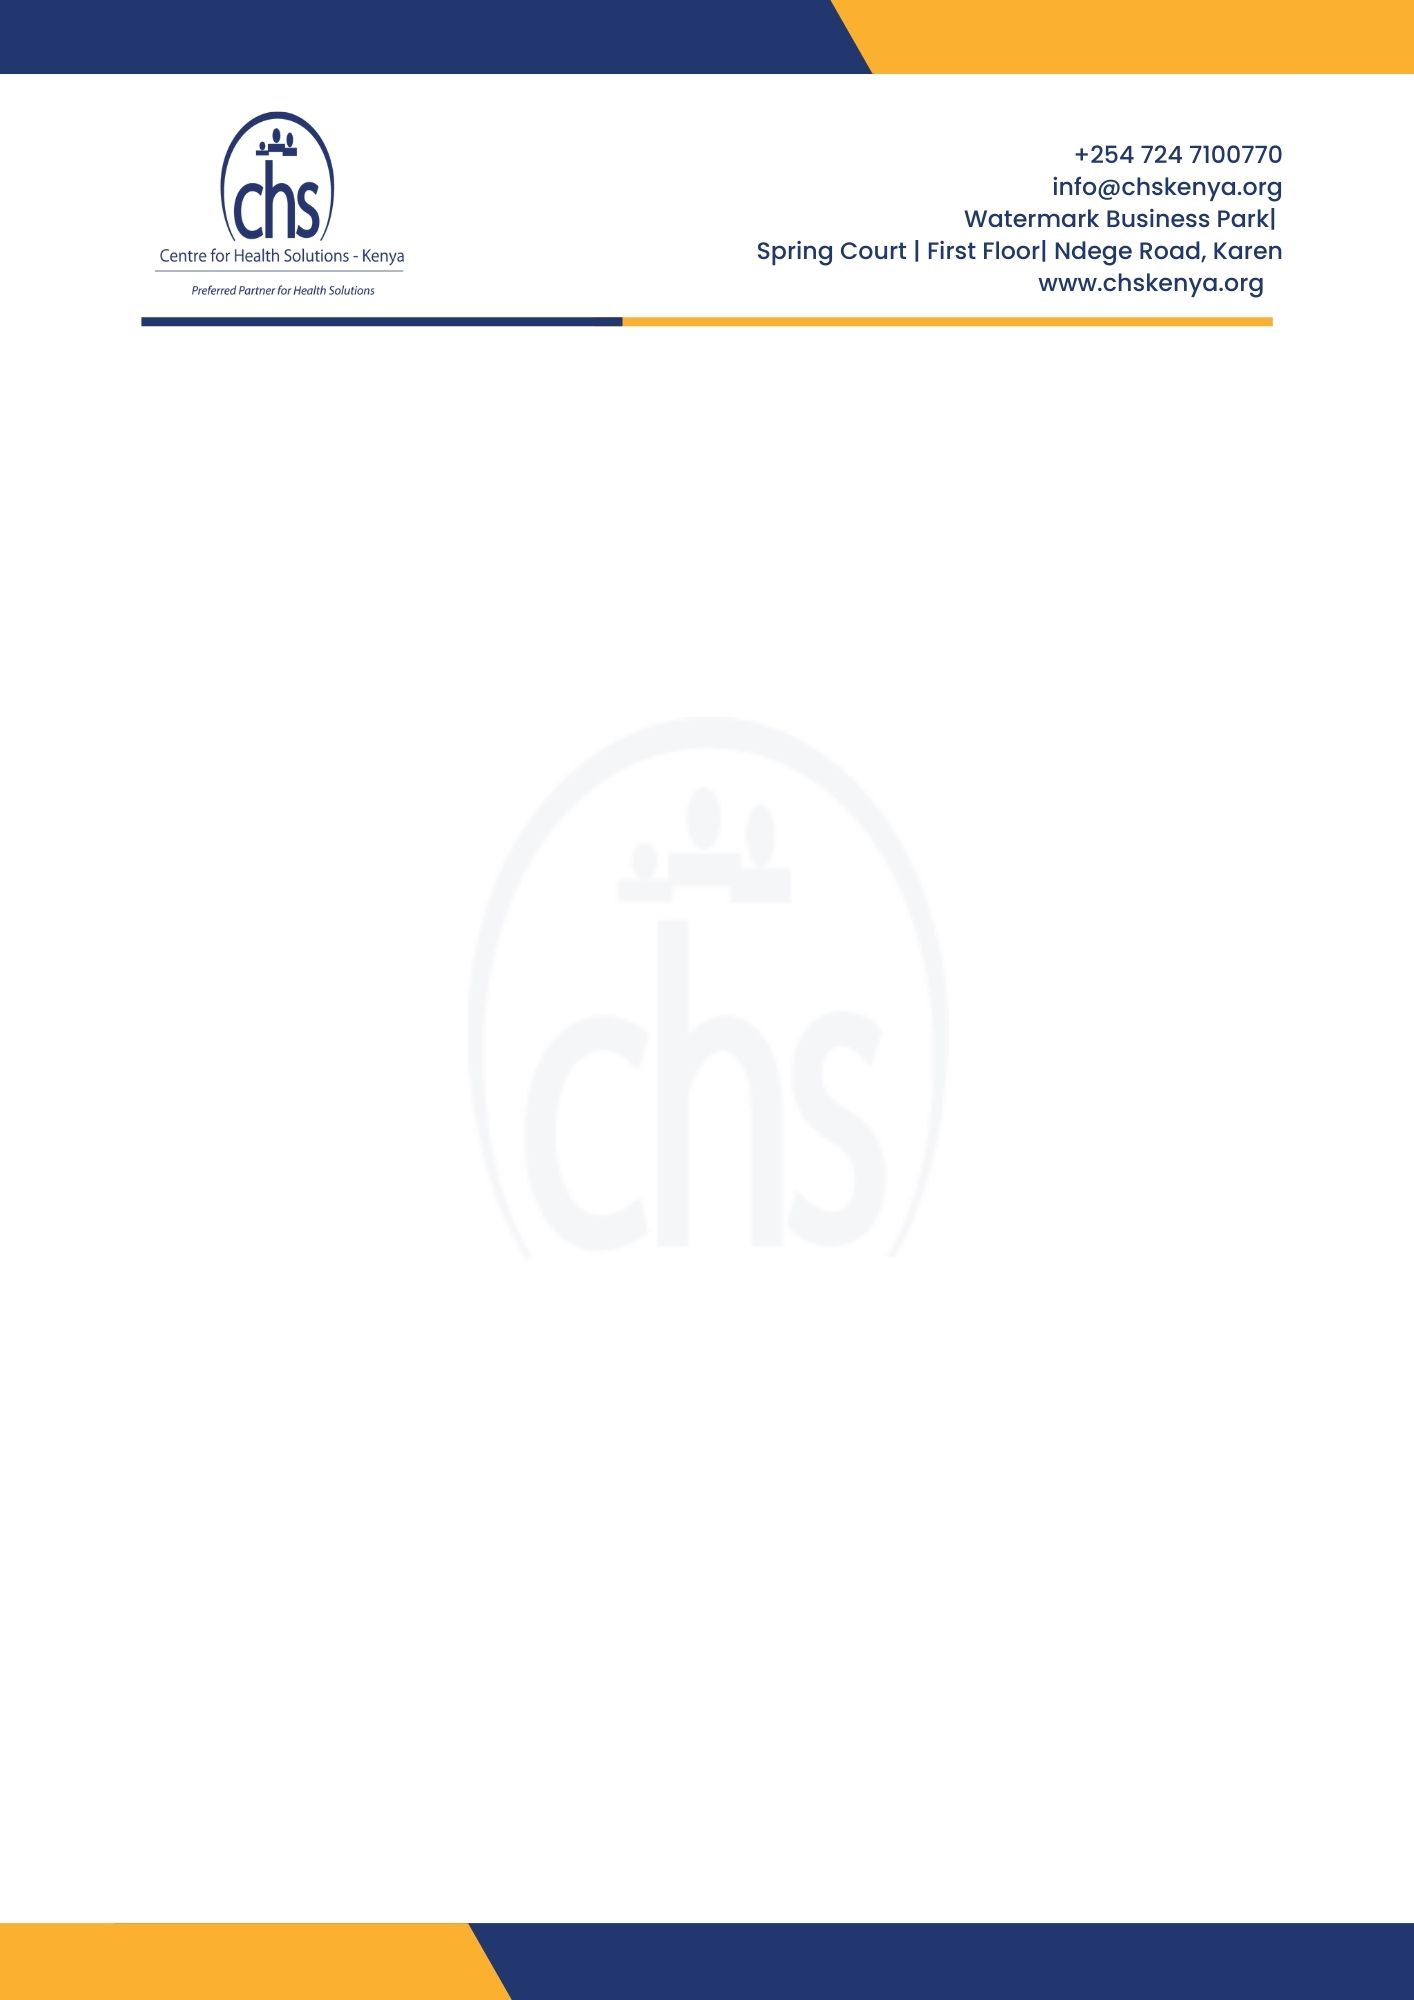 chs
Centre for Health Solutions - Kenya
Preferred Partner for Health Solutions
+254 724 7100770
info@chskenya.org
Watermark Business Park|
Spring Court | First Floor| Ndege Road, Karen
www.chskenya.org
chs